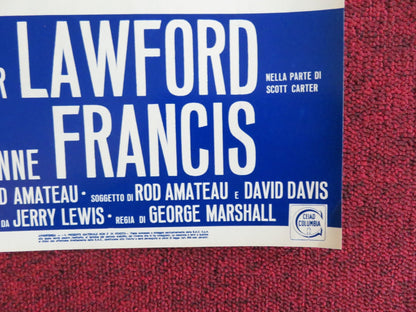 R LAWFORD
NELLA PARTE DI
SCOTT CARTER
NNE FRANCIS
D AMATEAU · SOGGETTO DI ROD AMATEAU E DAVID DAVIS
DA JERRY LEWIS · REGIA DI GEORGE MARSHALL
CEIAD
COLUMBIA